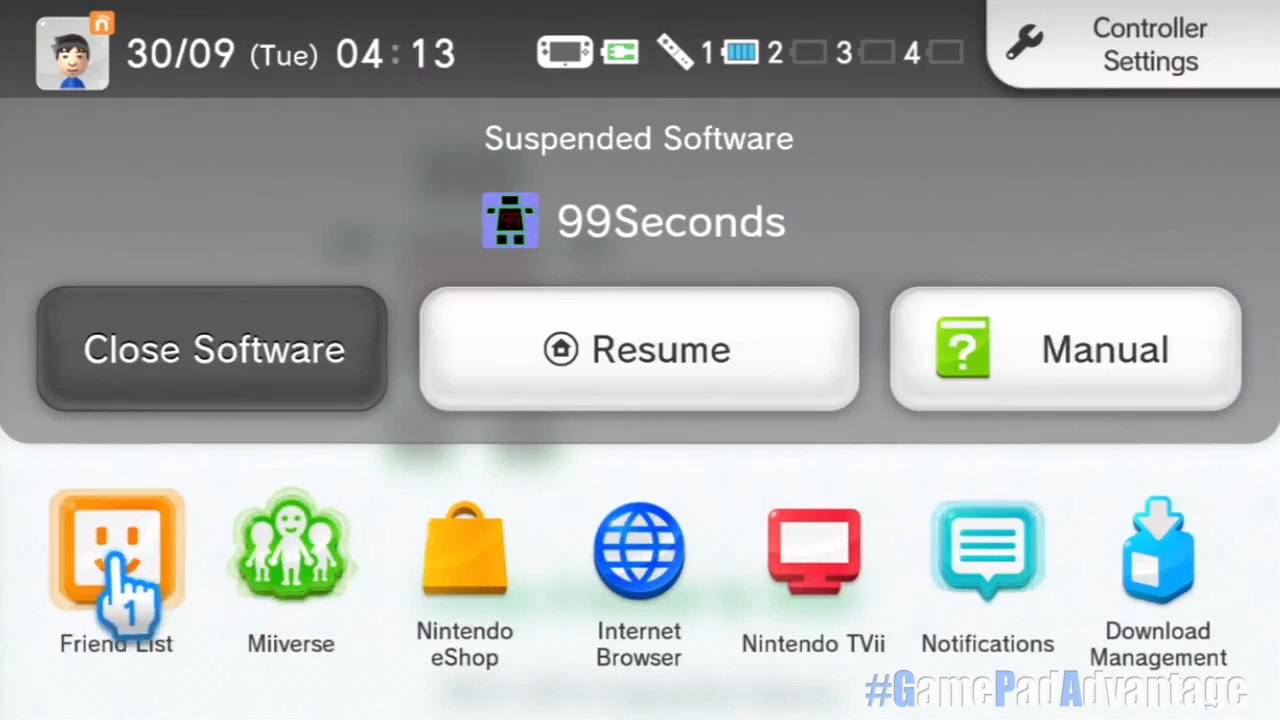 30/09 (Tue) 04:13
1 2 3 4
Controller
Settings
Suspended Software
99Seconds
Close Software
Resume
Manual
1
Friend List
Miiverse
Nintendo
eShop
Internet
Browser
Nintendo TVii
Notifications
Download
Management
#GamePadAdvantage